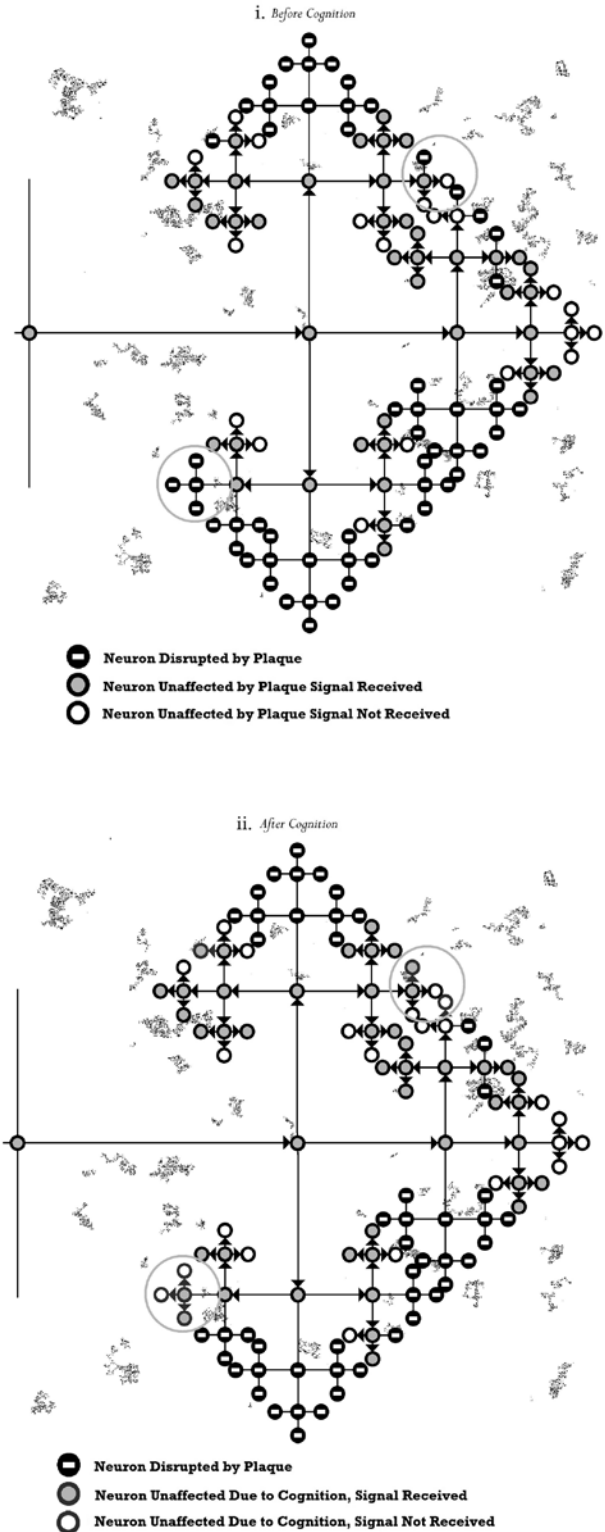 i. Before Cognition
Neuron Disrupted by Plaque
Neuron Unaffected by Plaque Signal Received
Neuron Unaffected by Plaque Signal Not Received
ii. After Cognition
Neuron Disrupted by Plaque
Neuron Unaffected Due to Cognition, Signal Received
Neuron Unaffected Due to Cognition, Signal Not Received